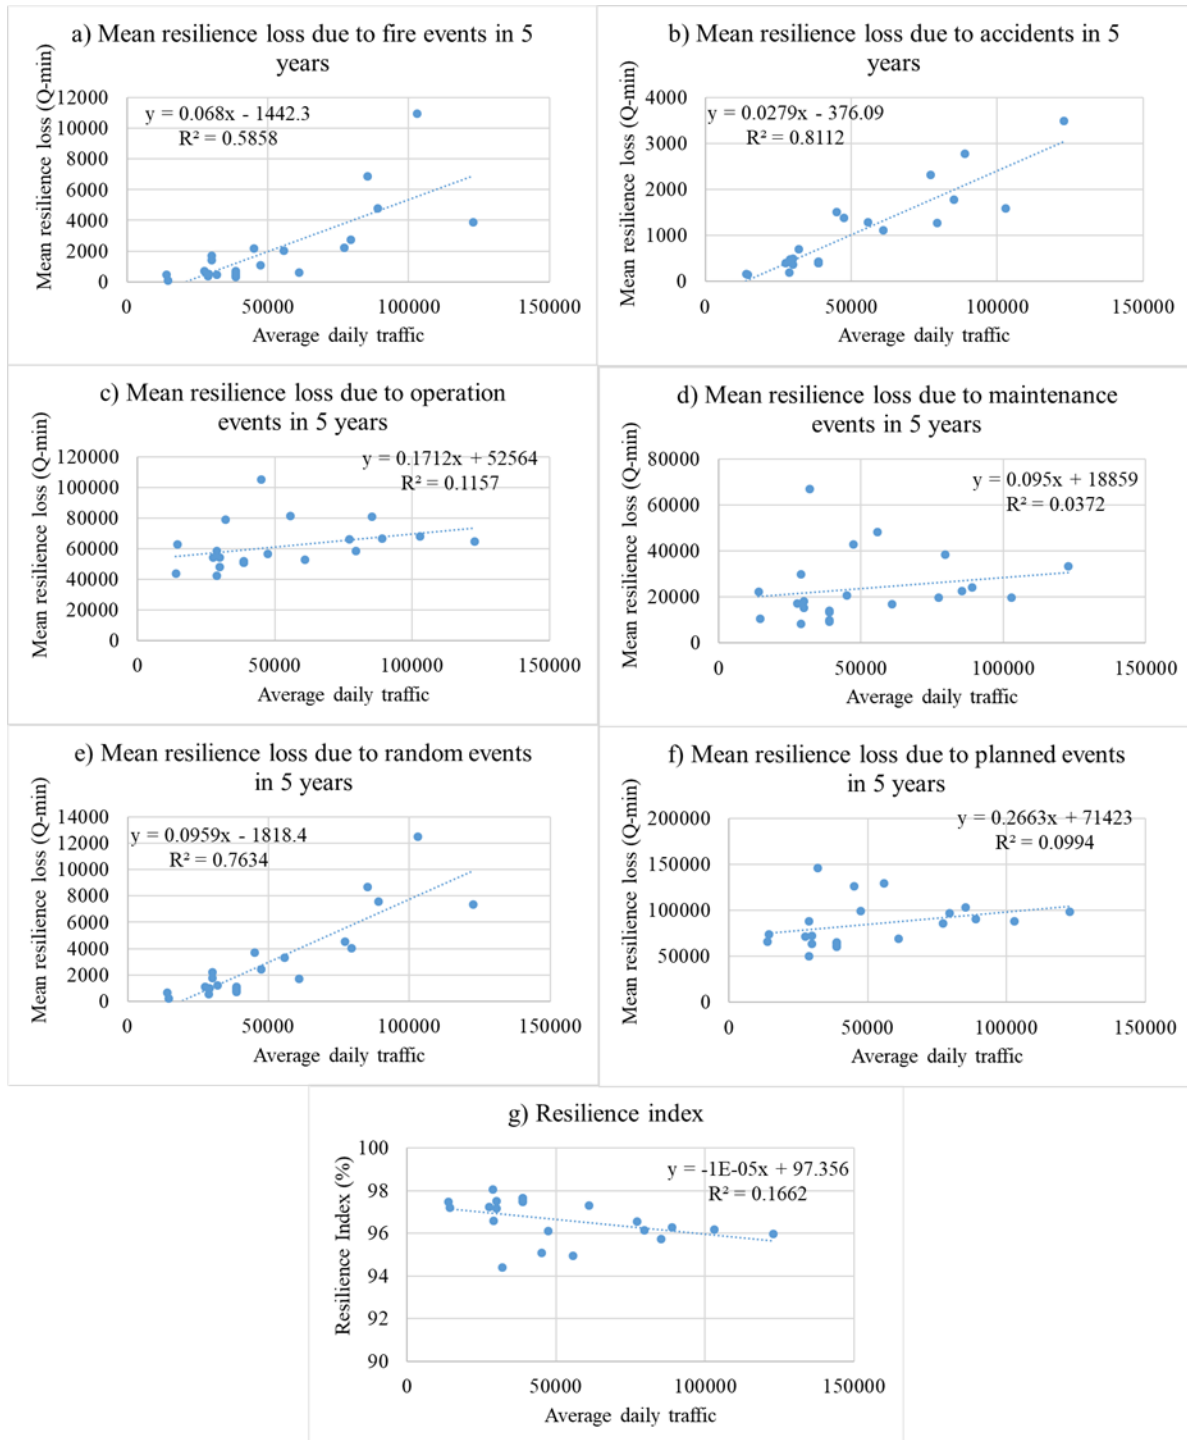 a) Mean resilience loss due to fire events in 5
years
Mean resilience loss (Q-min)
12000
10000
8000
6000
4000
2000
0
y = 0.068x - 1442.3
R² = 0.5858
0 50000 100000 150000
Average daily traffic
b) Mean resilience loss due to accidents in 5
years
Mean resilience loss (Q-min)
4000
3000
2000
1000
0
y = 0.0279x - 376.09
R² = 0.8112
0 50000 100000 150000
Average daily traffic
c) Mean resilience loss due to operation
events in 5 years
Mean resilience loss (Q-min)
120000
100000
80000
60000
40000
20000
0
y = 0.1712x + 52564
R² = 0.1157
0 50000 100000 150000
Average daily traffic
d) Mean resilience loss due to maintenance
events in 5 years
Mean resilience loss (Q-min)
80000
60000
40000
20000
0
y = 0.095x + 18859
R² = 0.0372
0 50000 100000 150000
Average daily traffic
e) Mean resilience loss due to random events
in 5 years
Mean resilience loss (Q-min)
14000
12000
10000
8000
6000
4000
2000
0
y = 0.0959x - 1818.4
R² = 0.7634
0 50000 100000 150000
Average daily traffic
f) Mean resilience loss due to planned events
in 5 years
Mean resilience loss (Q-min)
200000
150000
100000
50000
0
y = 0.2663x + 71423
R² = 0.0994
0 50000 100000 150000
Average daily traffic
g) Resilience index
Resilience Index (%)
100
98
96
94
92
90
y = -1E-05x + 97.356
R² = 0.1662
0 50000 100000 150000
Average daily traffic